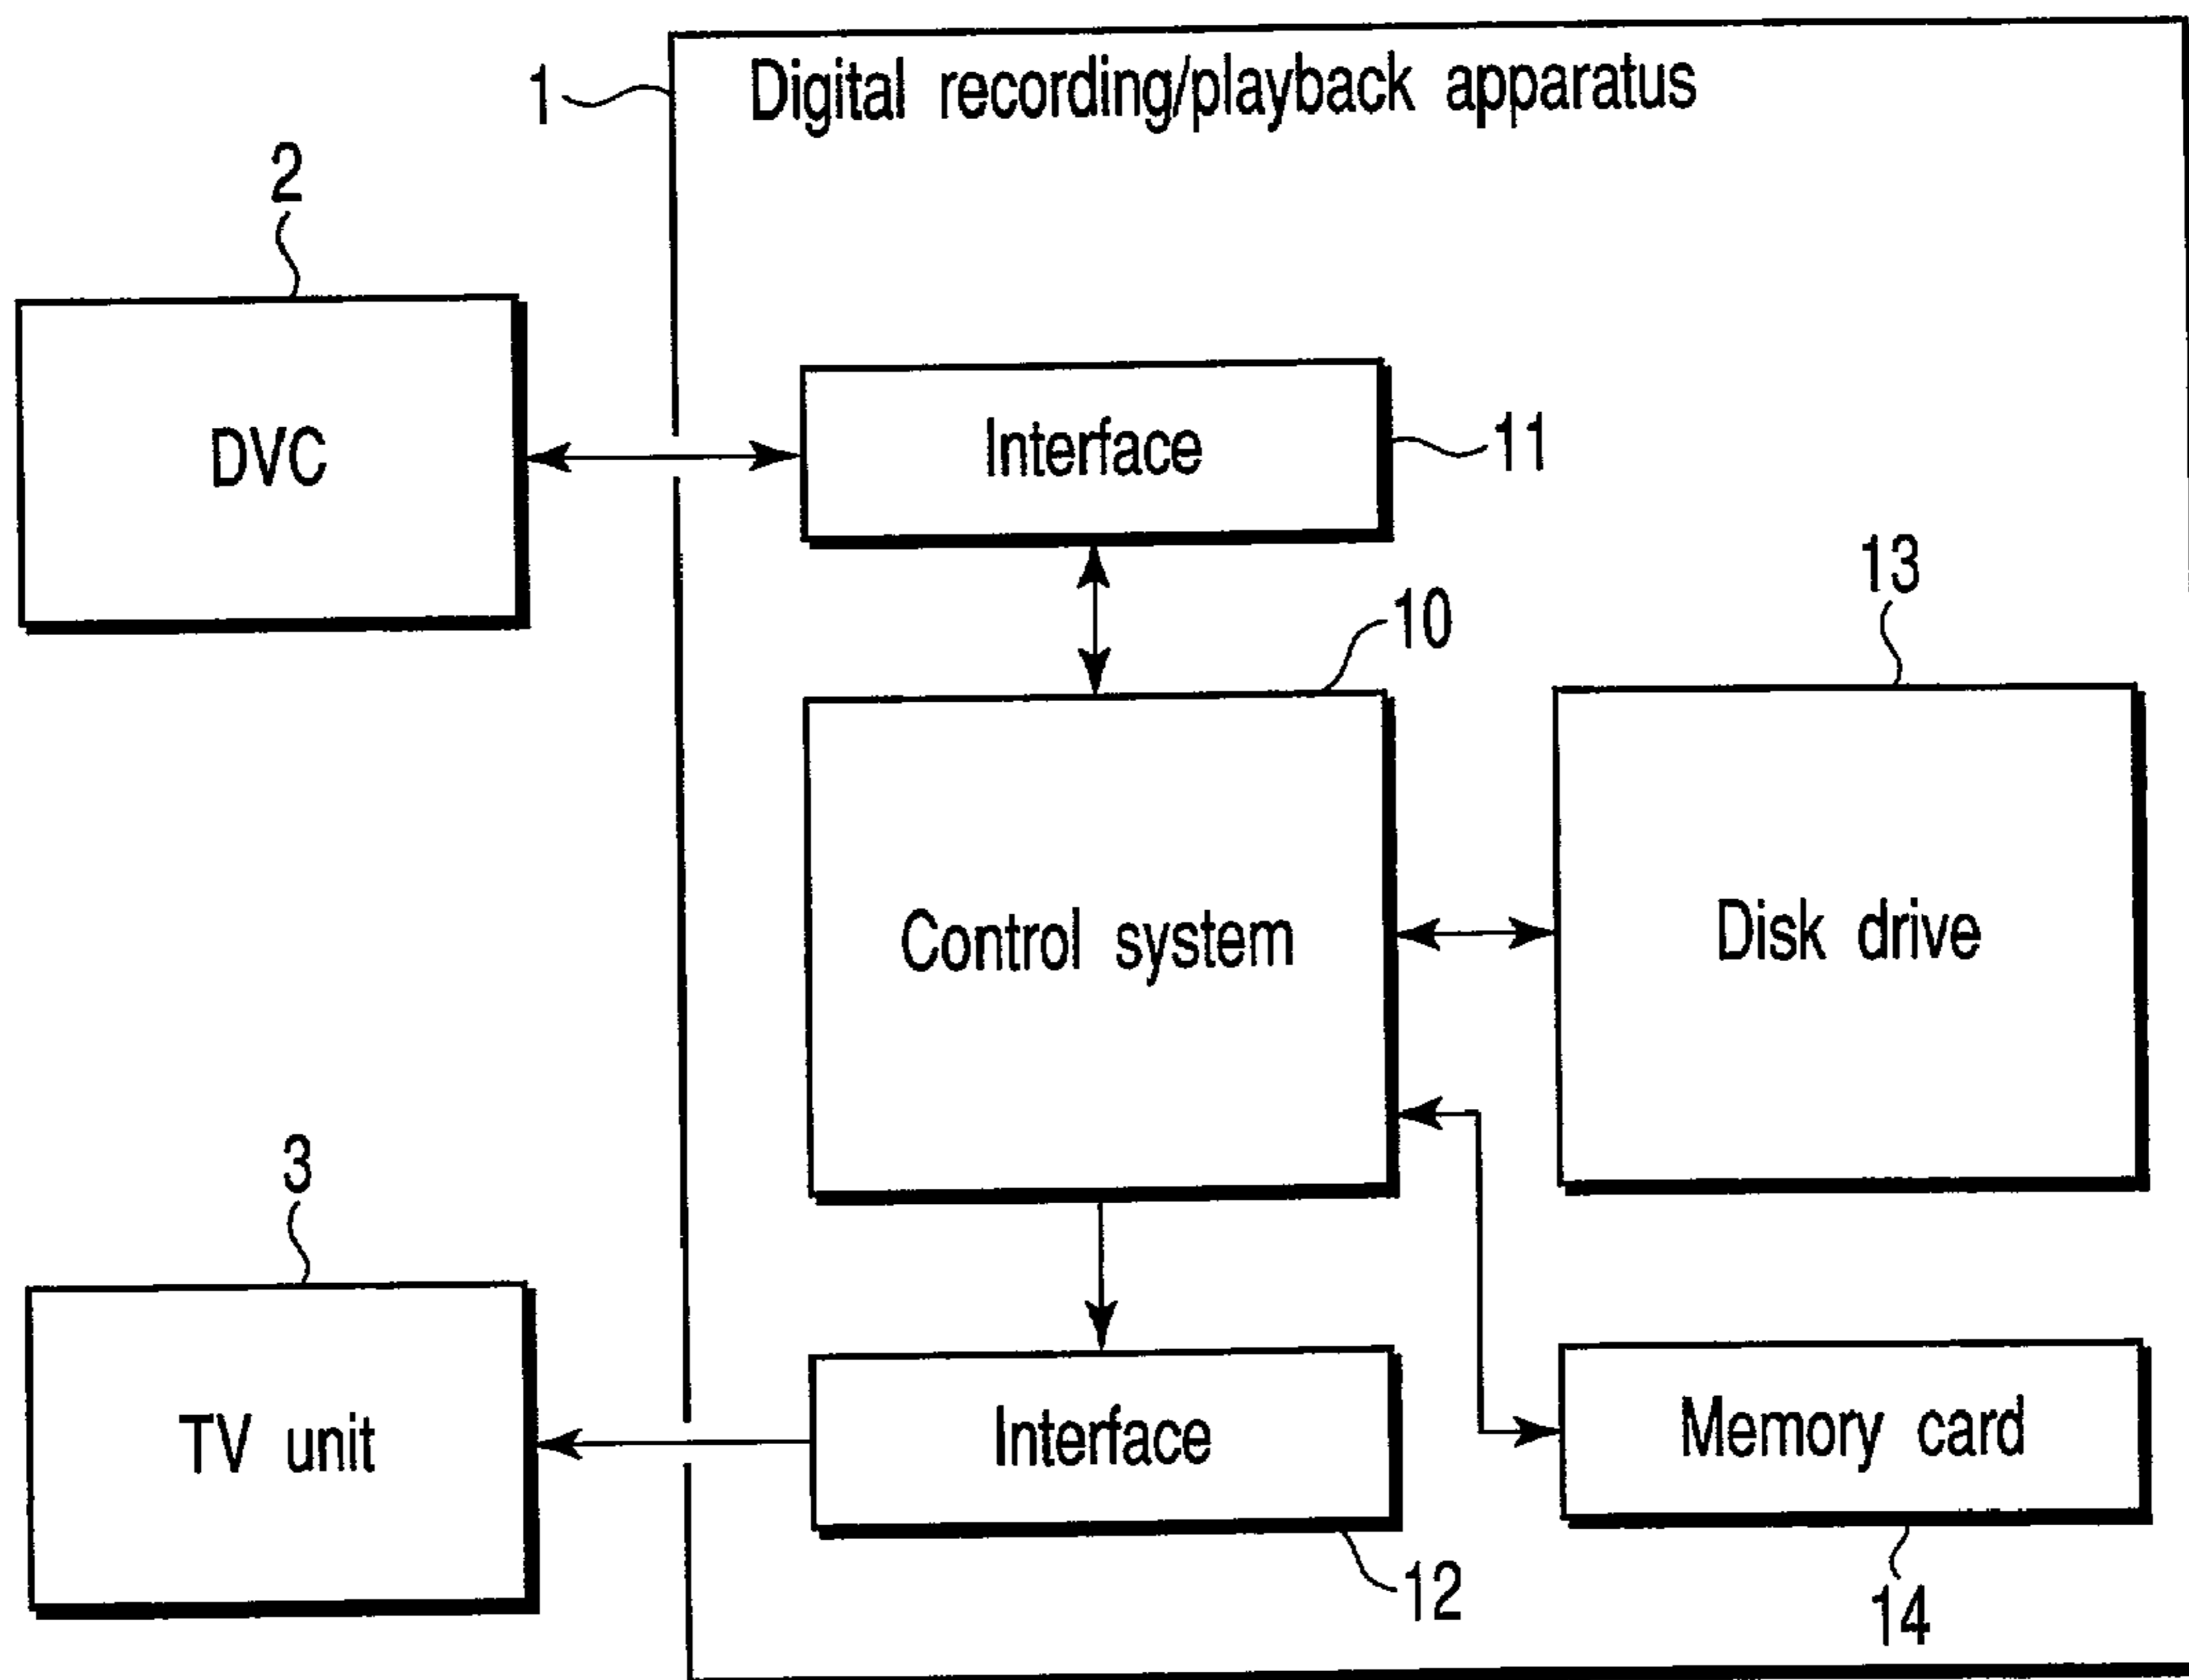 1
Digital recording/playback apparatus
2
DVC
Interface
11
10
13
Control system
Disk drive
3
TV unit
Interface
Memory card
12
14